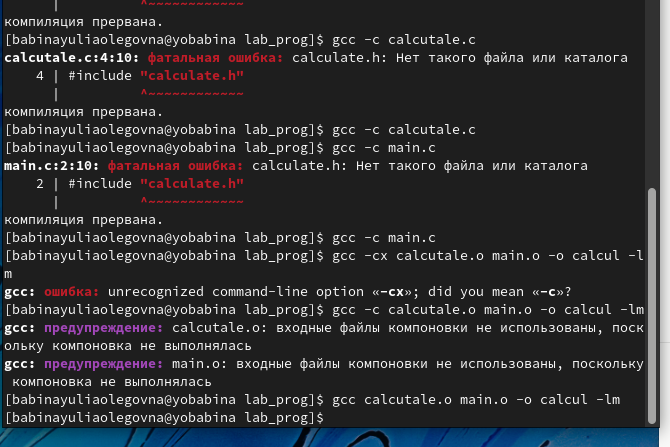 компиляция прервана.
[babinayuliaolegovna@yobabina lab_prog]$ gcc -c calcutale.c
calcutale.c:4:10: фатальная ошибка: calculate.h: Нет такого файла или каталога
4 | #include "calculate.h"
| ^~~~~~~~~~~~~
компиляция прервана.
[babinayuliaolegovna@yobabina lab_prog]$ gcc -c calcutale.c
[babinayuliaolegovna@yobabina lab_prog]$ gcc -c main.c
main.c:2:10: фатальная ошибка: calculate.h: Нет такого файла или каталога
2 | #include "calculate.h"
| ^~~~~~~~~~~~~
компиляция прервана.
[babinayuliaolegovna@yobabina lab_prog]$ gcc -c main.c
[babinayuliaolegovna@yobabina lab_prog]$ gcc -cx calcutale.o main.o -o calcul -l
m
gcc: ошибка: unrecognized command-line option «-cx»; did you mean «-c»?
[babinayuliaolegovna@yobabina lab_prog]$ gcc -c calcutale.o main.o -o calcul -lm
gcc: предупреждение: calcutale.o: входные файлы компоновки не использованы, поск
ольку компоновка не выполнялась
gcc: предупреждение: main.o: входные файлы компоновки не использованы, поскольку
компоновка не выполнялась
[babinayuliaolegovna@yobabina lab_prog]$ gcc calcutale.o main.o -o calcul -lm
[babinayuliaolegovna@yobabina lab_prog]$